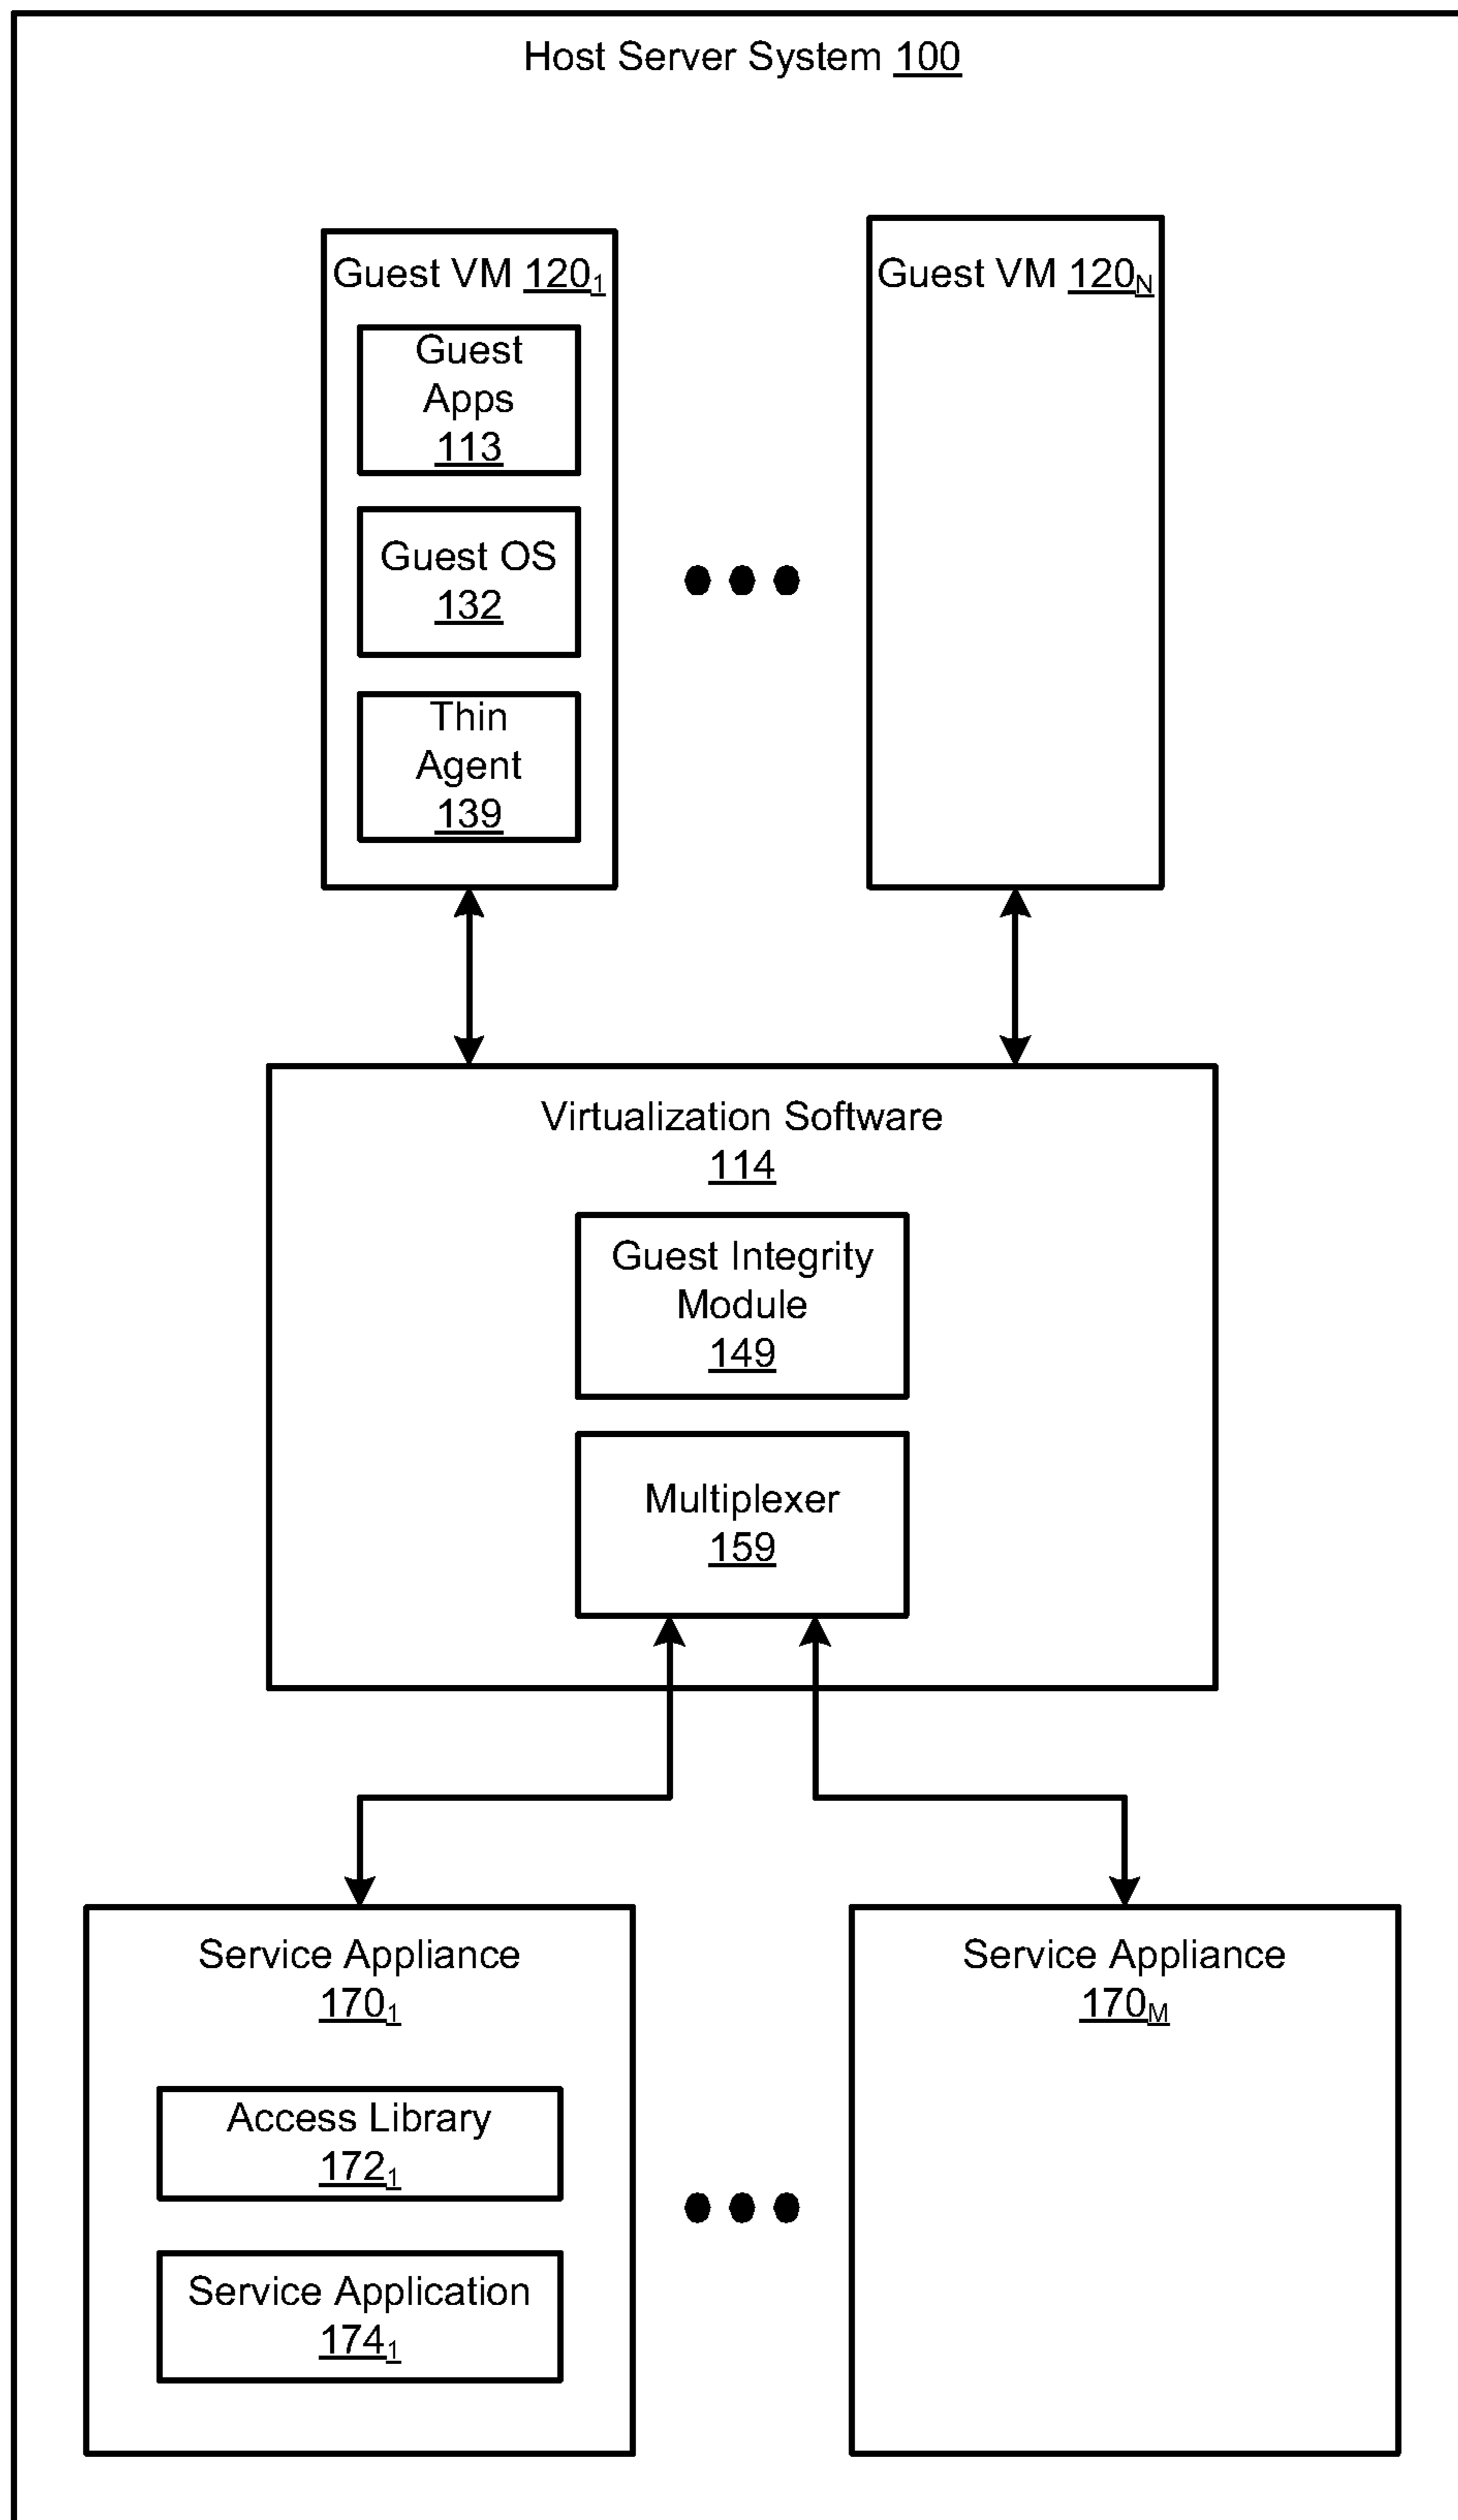 Host Server System 100
Guest VM 120₁
Guest
Apps
113
Guest OS
132
Thin
Agent
139
Guest VM 120N
Virtualization Software
114
Guest Integrity
Module
149
Multiplexer
159
Service Appliance
170₁
Access Library
172₁
Service Application
174₁
Service Appliance
170M